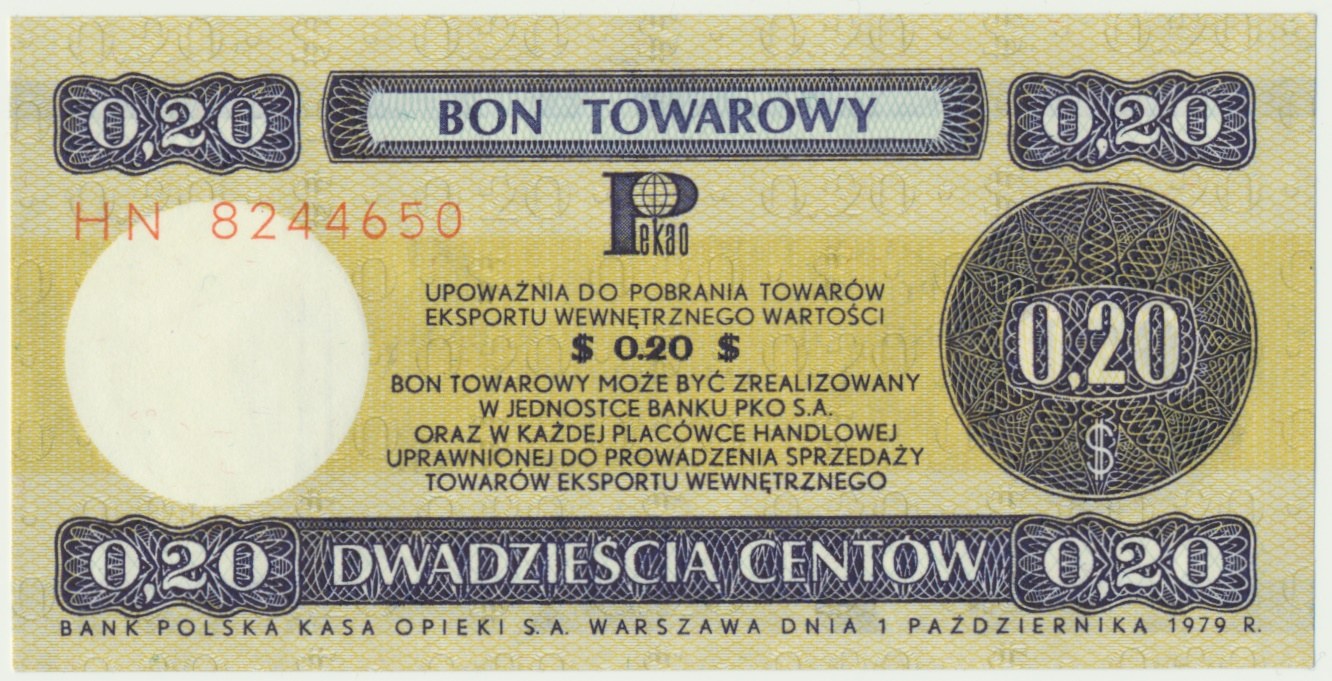 0,20 BON TOWAROWY 0,20
HN 8244650
Pekao
UPOWAŻNIA DO POBRANIA TOWARÓW
EKSPORTU WEWNĘTRZNEGO WARTOŚCI
$ 0.20 $
BON TOWAROWY MOŻE BYĆ ZREALIZOWANY
W JEDNOSTCE BANKU PKO S.A.
ORAZ W KAŻDEJ PLACÓWCE HANDLOWEJ
UPRAWNIONEJ DO PROWADZENIA SPRZEDAŻY
TOWARÓW EKSPORTU WEWNĘTRZNEGO
0,20
$
0,20 DWADZIEŚCIA CENTÓW 0,20
BANK POLSKA KASA OPIEKI S.A. WARSZAWA DNIA 1 PAŹDZIERNIKA 1979 R.